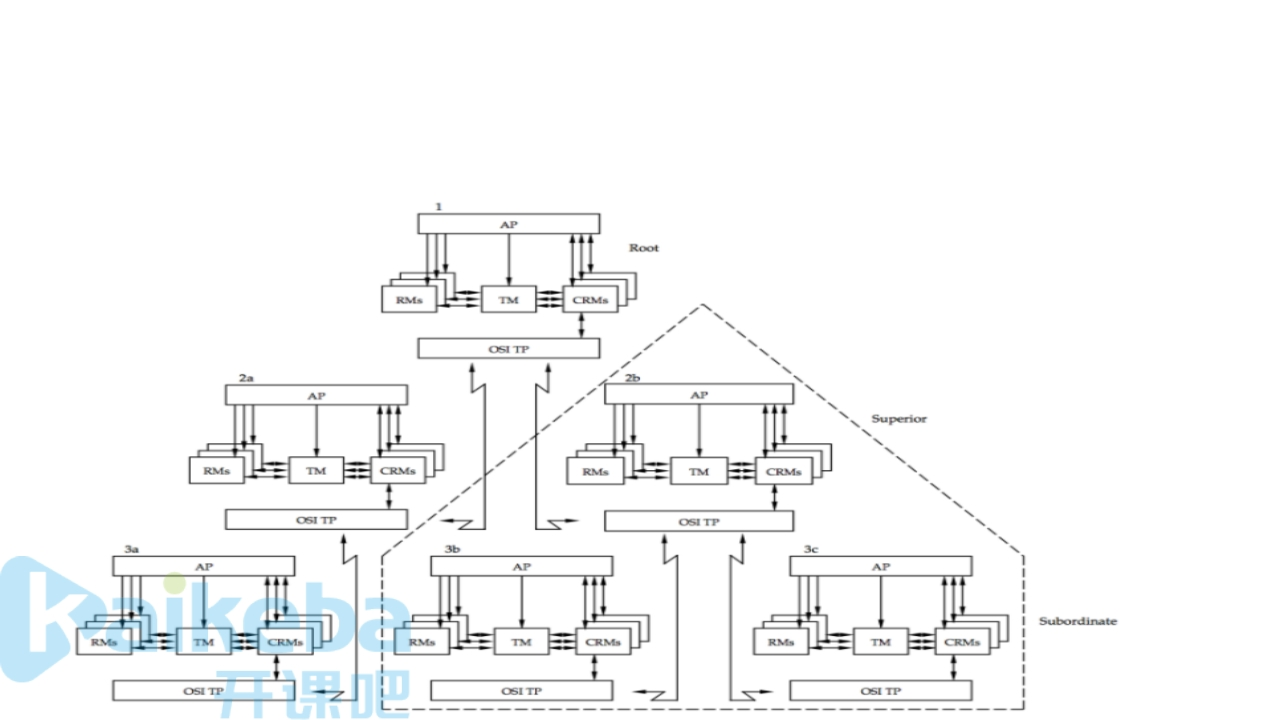 1
AP
Root
RMs
TM
CRMs
OSI TP
2a
AP
RMs
TM
CRMs
OSI TP
2b
AP
Superior
RMs
TM
CRMs
OSI TP
3a
AP
RMs
TM
CRMs
OSI TP
3b
AP
RMs
TM
CRMs
OSI TP
3c
AP
RMs
TM
CRMs
OSI TP
Subordinate
kaikeba
开课吧